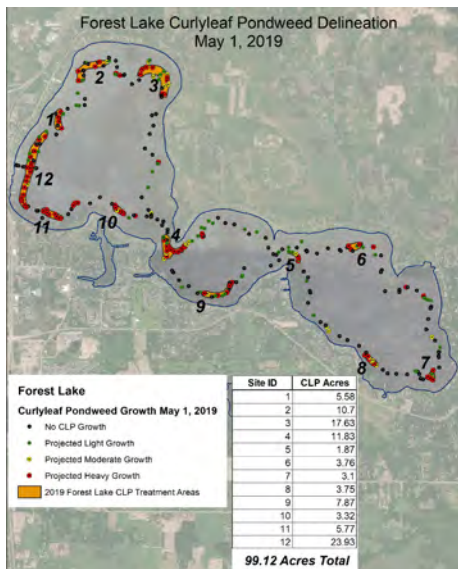 Forest Lake Curlyleaf Pondweed Delineation
May 1, 2019
2
3
1
12
11
10
4
5
6
9
8
7
Forest Lake
Curlyleaf Pondweed Growth May 1, 2019
No CLP Growth
Projected Light Growth
Projected Moderate Growth
Projected Heavy Growth
2019 Forest Lake CLP Treatment Areas
Site ID CLP Acres
1 5.58
2 10.7
3 17.63
4 11.83
5 1.87
6 3.76
7 3.1
8 3.75
9 7.87
10 3.32
11 5.77
12 23.93
99.12 Acres Total